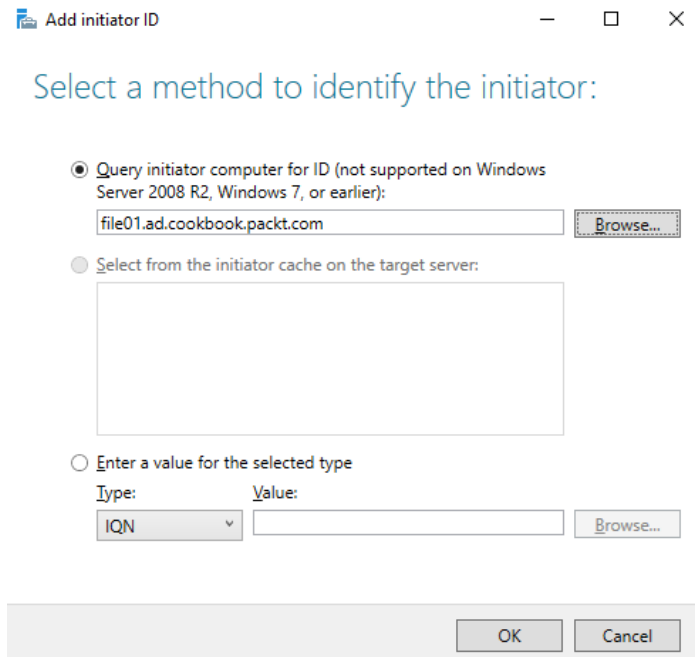 Add initiator ID
Select a method to identify the initiator:
Query initiator computer for ID (not supported on Windows
Server 2008 R2, Windows 7, or earlier):
file01.ad.cookbook.packt.com Browse...
Select from the initiator cache on the target server:
Enter a value for the selected type
Type: Value:
IQN Browse...
OK Cancel